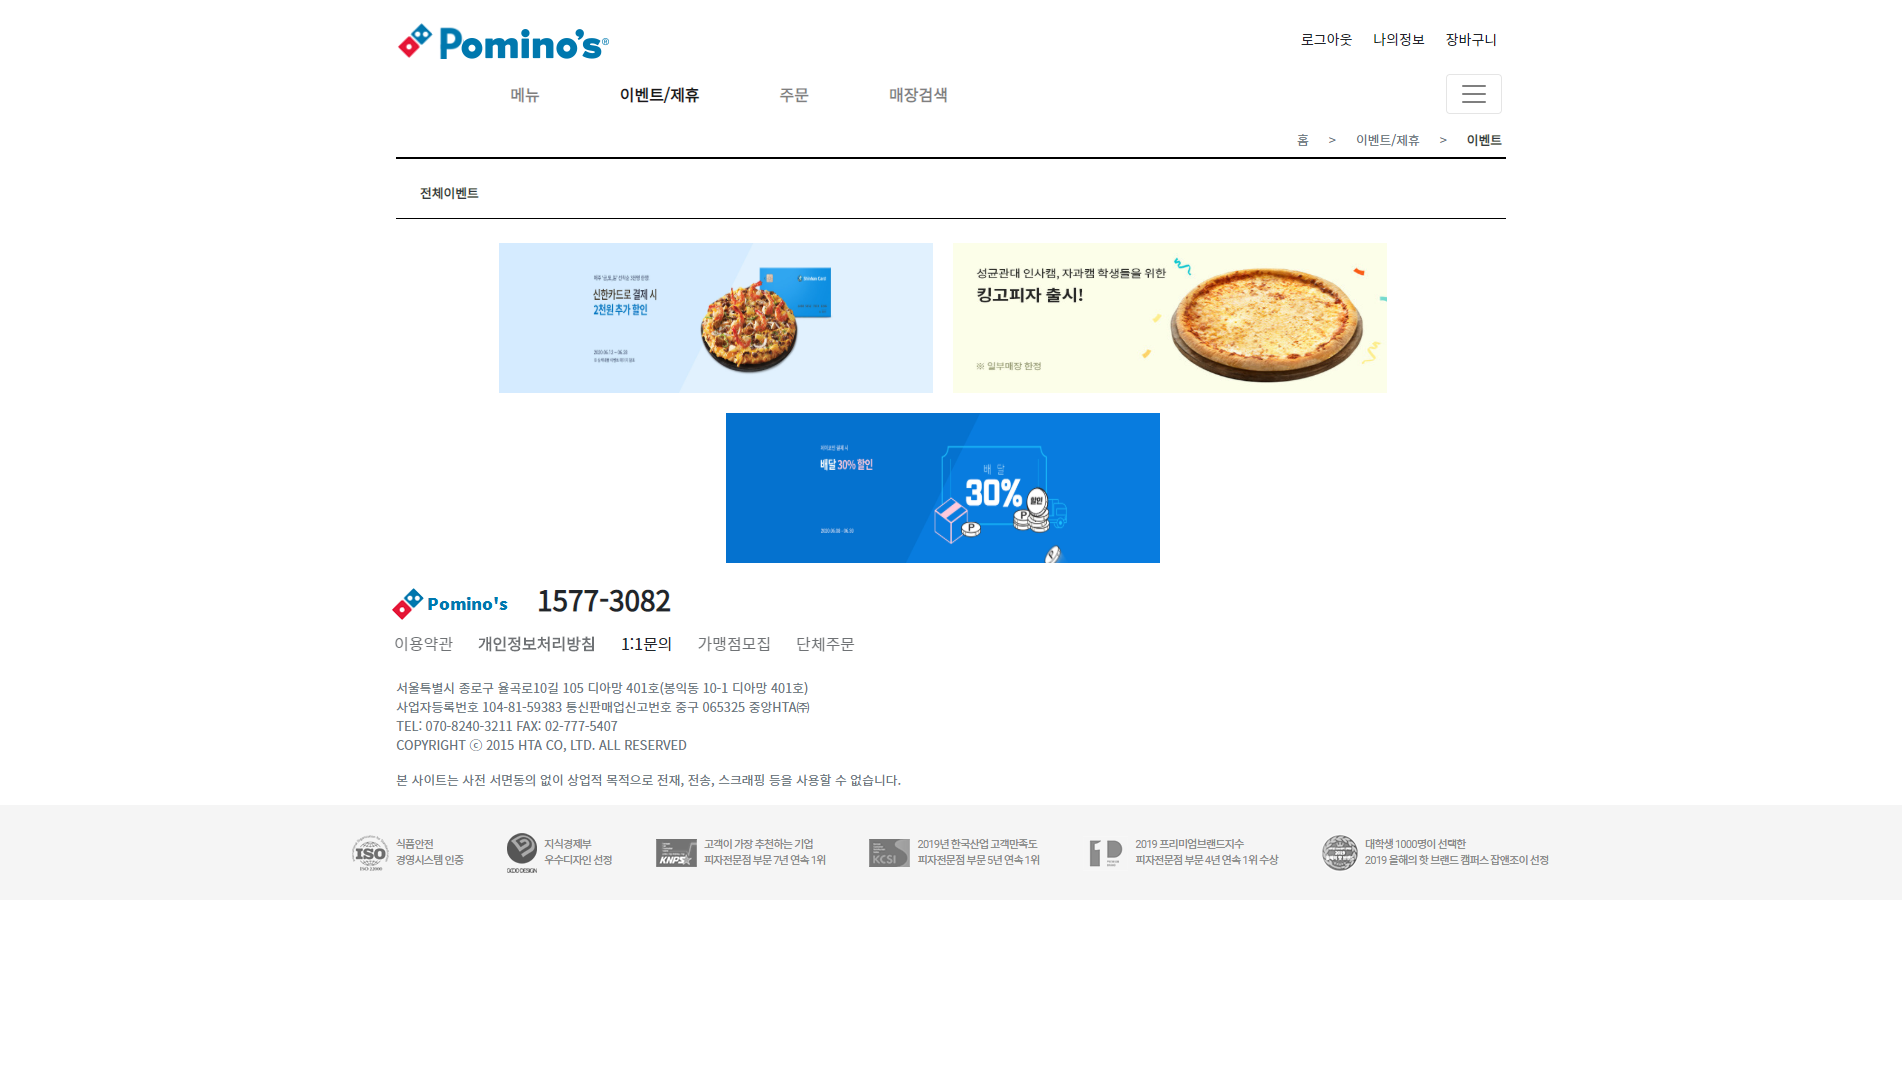 Pomino's®
로그아웃 나의정보 장바구니
메뉴 이벤트/제휴 주문 매장검색
홈 > 이벤트/제휴 > 이벤트
전체이벤트
신한카드로 결제 시
2천원 추가 할인
성균관대 인사캠, 자과캠 학생들을 위한
킹고피자 출시!
※ 일부매장 한정
배달 30% 할인
배 달
30%
할인
Pomino's 1577-3082
이용약관 개인정보처리방침 1:1문의 가맹점모집 단체주문
서울특별시 종로구 율곡로10길 105 디아망 401호(봉익동 10-1 디아망 401호)
사업자등록번호 104-81-59383 통신판매업신고번호 중구 065325 중앙HTA㈜
TEL: 070-8240-3211 FAX: 02-777-5407
COPYRIGHT ⓒ 2015 HTA CO, LTD. ALL RESERVED
본 사이트는 사전 서면동의 없이 상업적 목적으로 전재, 전송, 스크래핑 등을 사용할 수 없습니다.
ISO
식품안전
경영시스템 인증
GOOD DESIGN
지식경제부
우수디자인 선정
KNPS
고객이 가장 추천하는 기업
피자전문점 부문 7년 연속 1위
KCSI
2019년 한국산업 고객만족도
피자전문점 부문 5년 연속 1위
2019 프리미엄브랜드지수
피자전문점 부문 4년 연속 1위 수상
대학생 1000명이 선택한
2019 올해의 핫 브랜드 캠퍼스 잡앤조이 선정